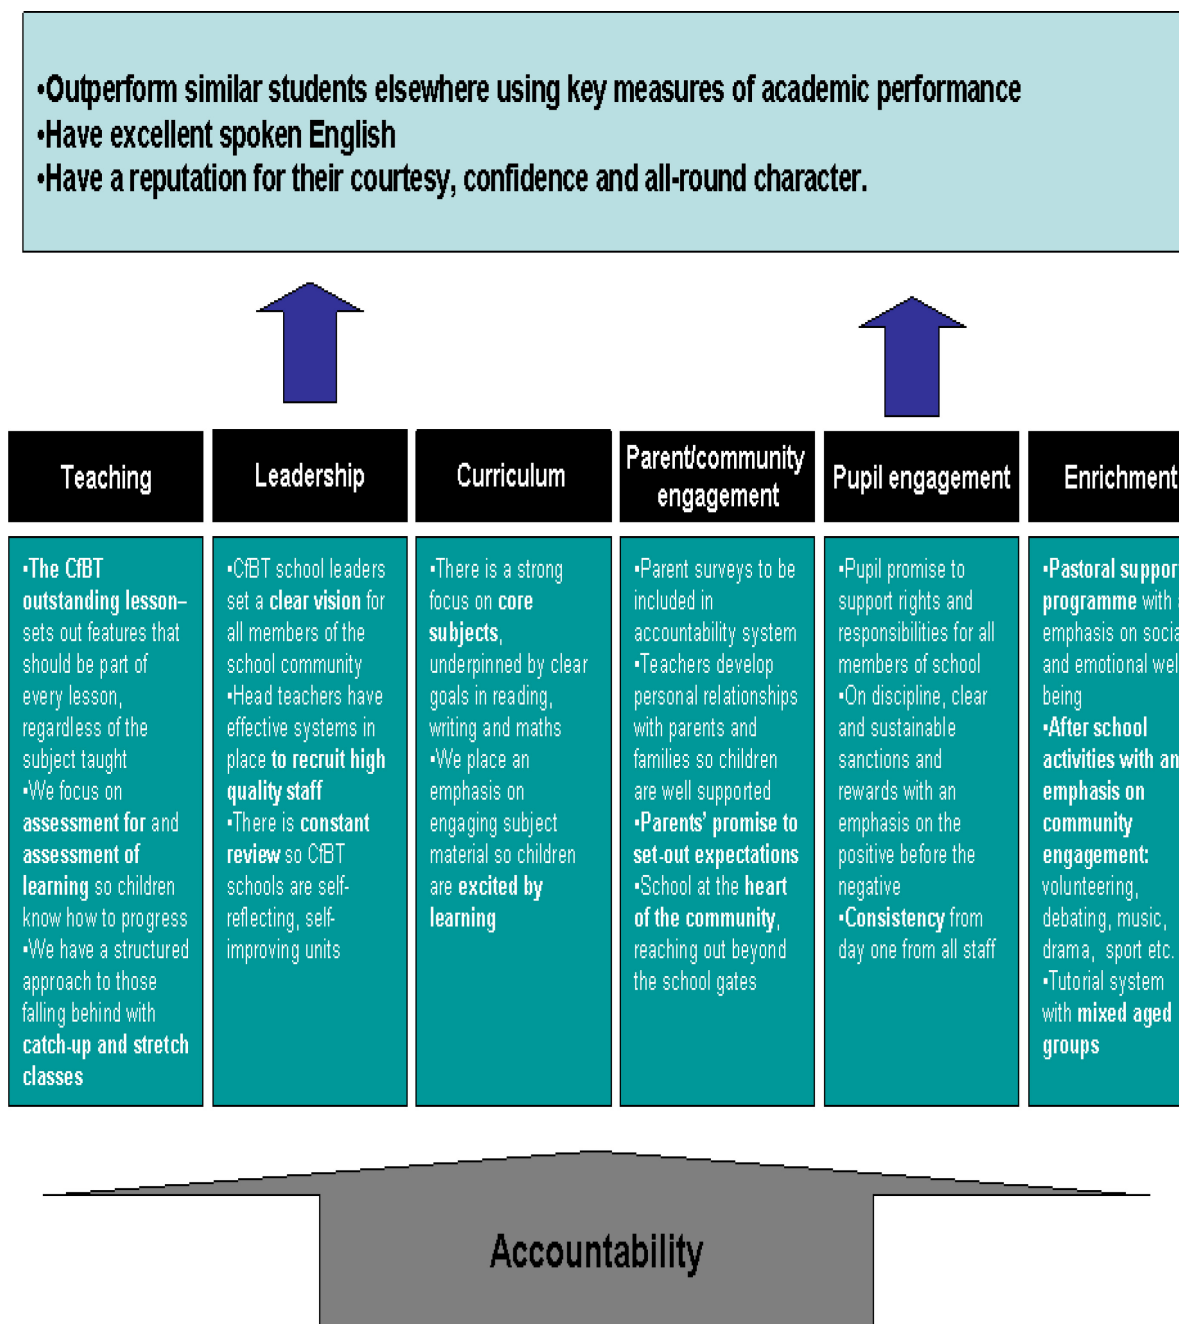 •Outperform similar students elsewhere using key measures of academic performance
•Have excellent spoken English
•Have a reputation for their courtesy, confidence and all-round character.
Teaching
Leadership
Curriculum
Parent/community
engagement
Pupil engagement
Enrichment
▪The CfBT
outstanding lesson–
sets out features that
should be part of
every lesson,
regardless of the
subject taught
▪We focus on
assessment for and
assessment of
learning so children
know how to progress
▪We have a structured
approach to those
falling behind with
catch-up and stretch
classes
▪CfBT school leaders
set a clear vision for
all members of the
school community
▪Head teachers have
effective systems in
place to recruit high
quality staff
▪There is constant
review so CfBT
schools are self-
reflecting, self-
improving units
▪There is a strong
focus on core
subjects,
underpinned by clear
goals in reading,
writing and maths
▪We place an
emphasis on
engaging subject
material so children
are excited by
learning
▪Parent surveys to be
included in
accountability system
▪Teachers develop
personal relationships
with parents and
families so children
are well supported
▪Parents' promise to
set-out expectations
▪School at the heart
of the community,
reaching out beyond
the school gates
▪Pupil promise to
support rights and
responsibilities for all
members of school
▪On discipline, clear
and sustainable
sanctions and
rewards with an
emphasis on the
positive before the
negative
▪Consistency from
day one from all staff
▪Pastoral support
programme with
emphasis on
and emotional
being
▪After school
activities with an
emphasis on
community
engagement:
volunteering,
debating, music,
drama, sport etc.
▪Tutorial system
with mixed aged
groups
Accountability